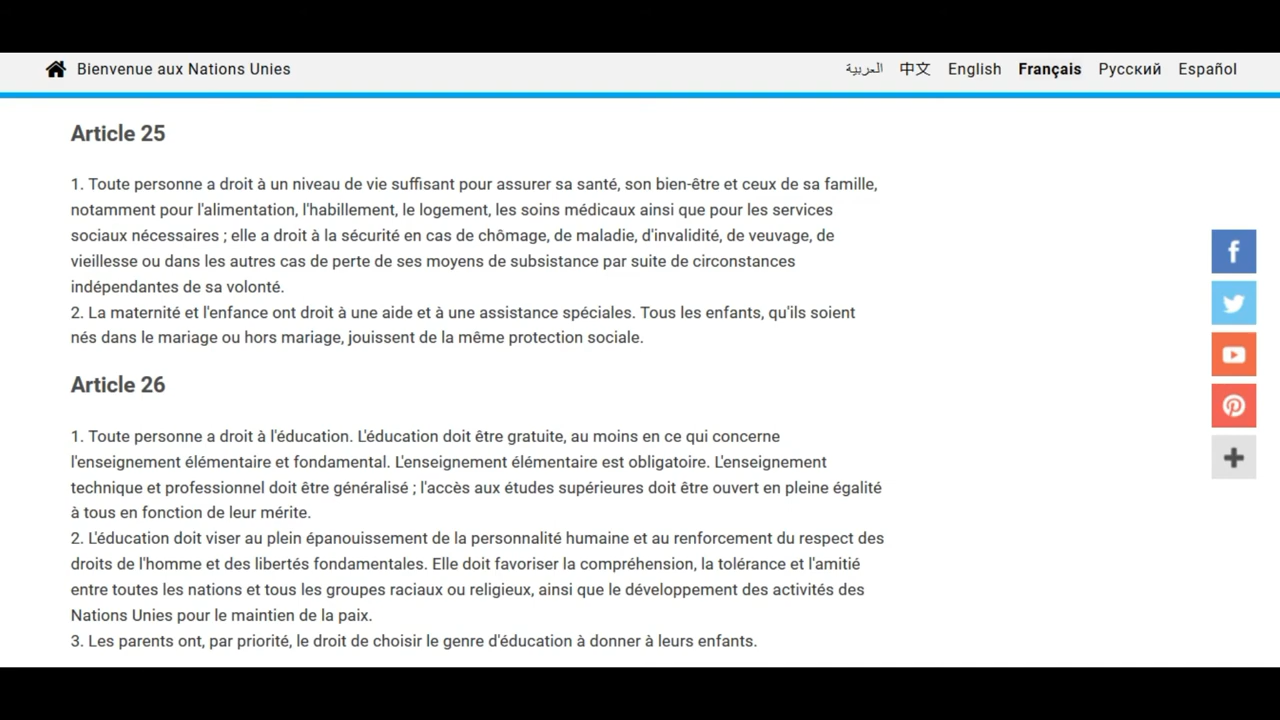 Bienvenue aux Nations Unies
العربية 中文 English Français Русский Español
Article 25
1. Toute personne a droit à un niveau de vie suffisant pour assurer sa santé, son bien-être et ceux de sa famille,
notamment pour l'alimentation, l'habillement, le logement, les soins médicaux ainsi que pour les services
sociaux nécessaires ; elle a droit à la sécurité en cas de chômage, de maladie, d'invalidité, de veuvage, de
vieillesse ou dans les autres cas de perte de ses moyens de subsistance par suite de circonstances
indépendantes de sa volonté.
2. La maternité et l'enfance ont droit à une aide et à une assistance spéciales. Tous les enfants, qu'ils soient
nés dans le mariage ou hors mariage, jouissent de la même protection sociale.
Article 26
1. Toute personne a droit à l'éducation. L'éducation doit être gratuite, au moins en ce qui concerne
l'enseignement élémentaire et fondamental. L'enseignement élémentaire est obligatoire. L'enseignement
technique et professionnel doit être généralisé ; l'accès aux études supérieures doit être ouvert en pleine égalité
à tous en fonction de leur mérite.
2. L'éducation doit viser au plein épanouissement de la personnalité humaine et au renforcement du respect des
droits de l'homme et des libertés fondamentales. Elle doit favoriser la compréhension, la tolérance et l'amitié
entre toutes les nations et tous les groupes raciaux ou religieux, ainsi que le développement des activités des
Nations Unies pour le maintien de la paix.
3. Les parents ont, par priorité, le droit de choisir le genre d'éducation à donner à leurs enfants.